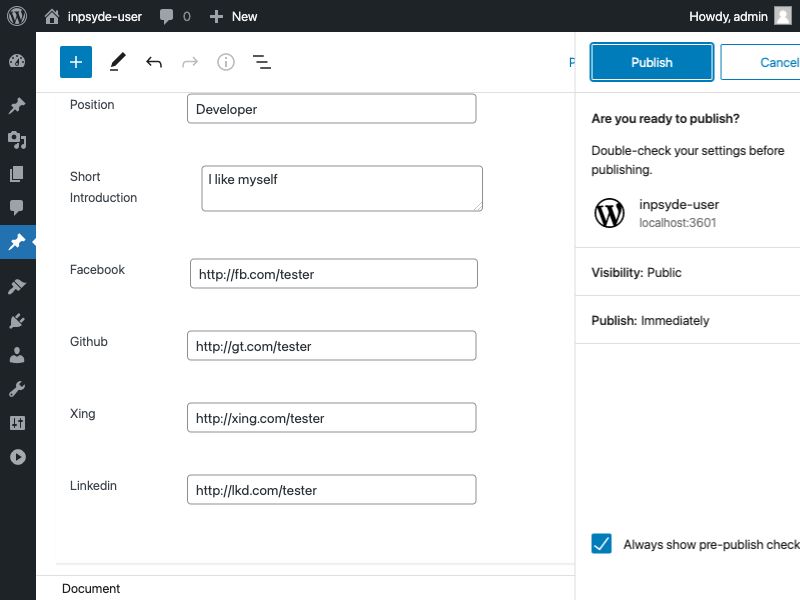 inpsyde-user 0 New Howdy, admin
P Publish Cancel
Position Developer
Short
Introduction
I like myself
Facebook http://fb.com/tester
Github http://gt.com/tester
Xing http://xing.com/tester
Linkedin http://lkd.com/tester
Document
Are you ready to publish?
Double-check your settings before
publishing.
inpsyde-user
localhost:3601
Visibility: Public
Publish: Immediately
Always show pre-publish check